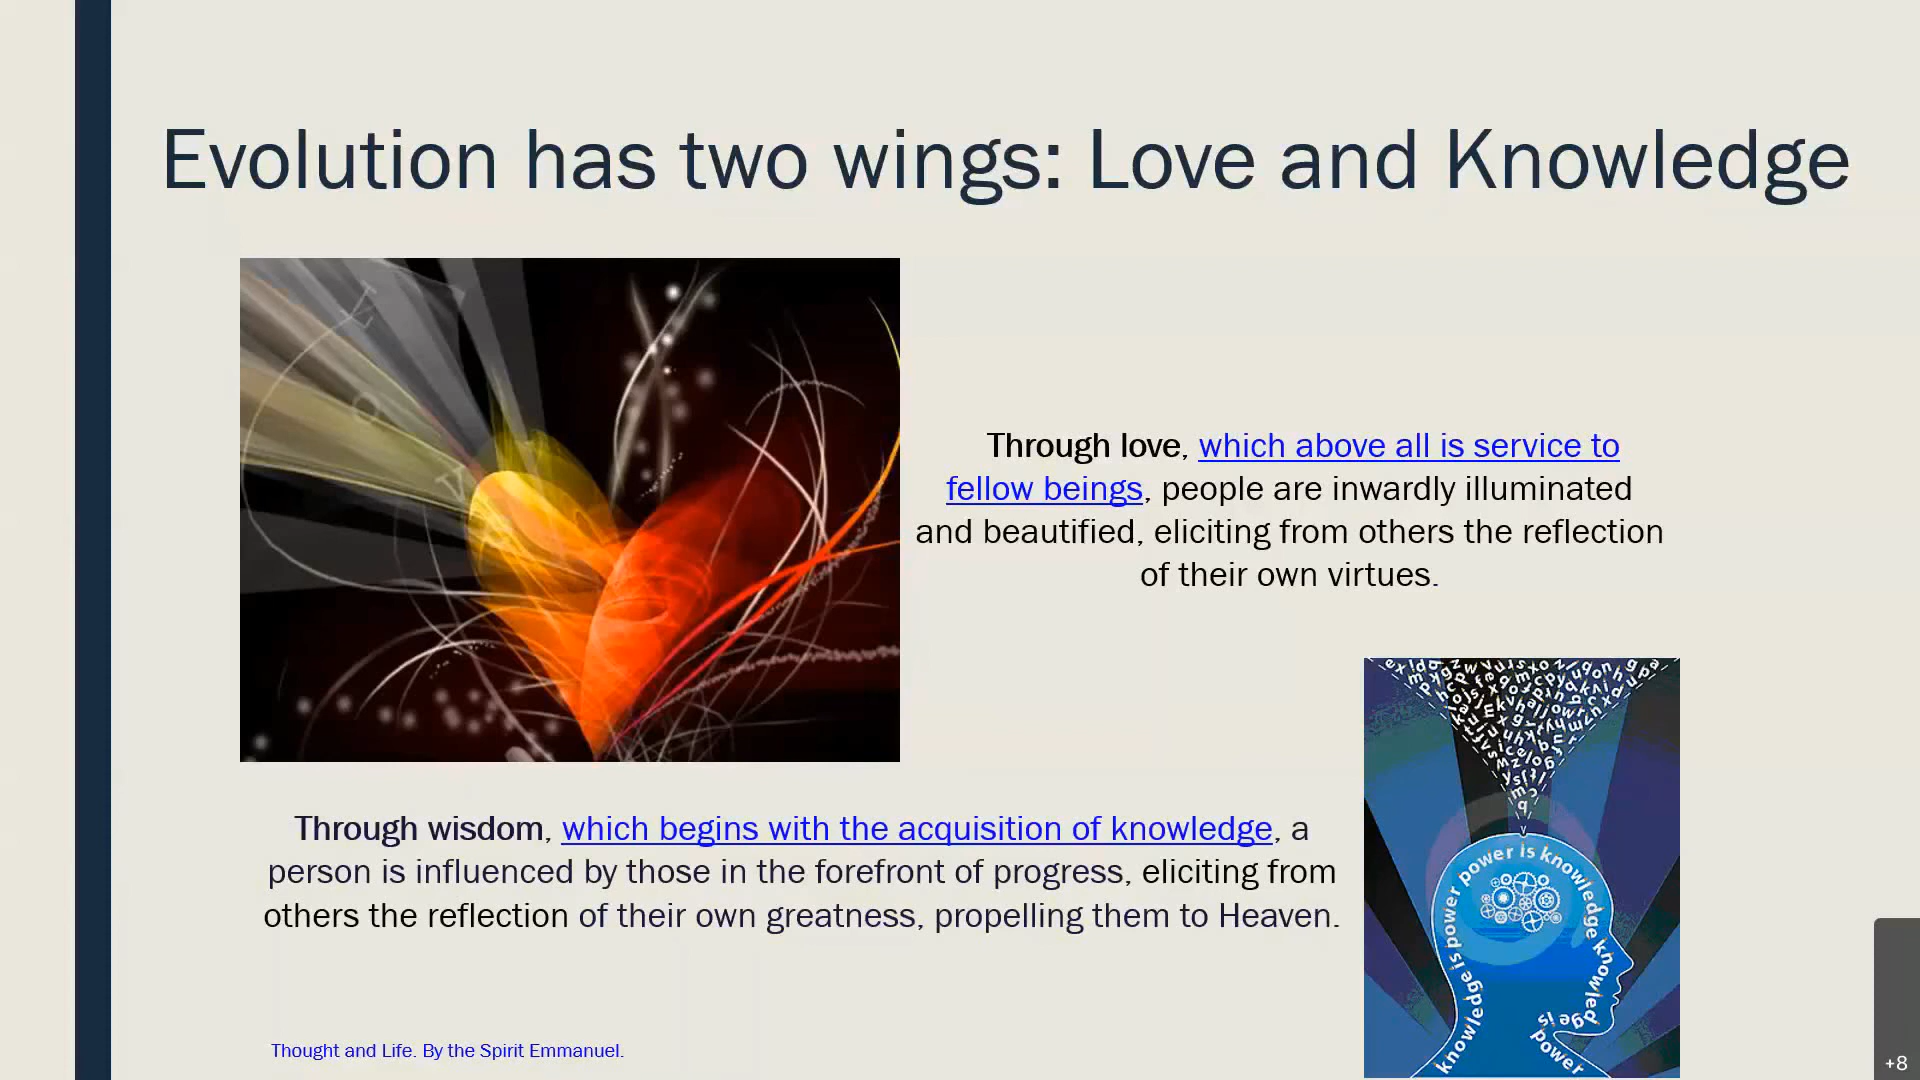 Evolution has two wings: Love and Knowledge
Through love, which above all is service to
fellow beings, people are inwardly illuminated
and beautified, eliciting from others the reflection
of their own virtues.
Through wisdom, which begins with the acquisition of knowledge, a
person is influenced by those in the forefront of progress, eliciting from
others the reflection of their own greatness, propelling them to Heaven.
knowledge is power power is knowledge knowledge is power
Thought and Life. By the Spirit Emmanuel.
+8